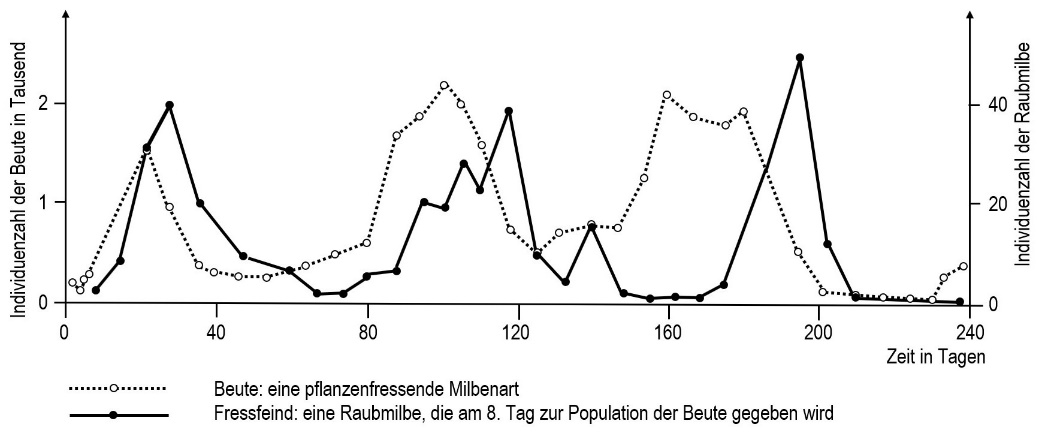 Individuenzahl der Beute in Tausend
2
1
0
40
20
0
Individuenzahl der Raubmilbe
0 40 80 120 160 200 240
Zeit in Tagen
Beute: eine pflanzenfressende Milbenart
Fressfeind: eine Raubmilbe, die am 8. Tag zur Population der Beute gegeben wird